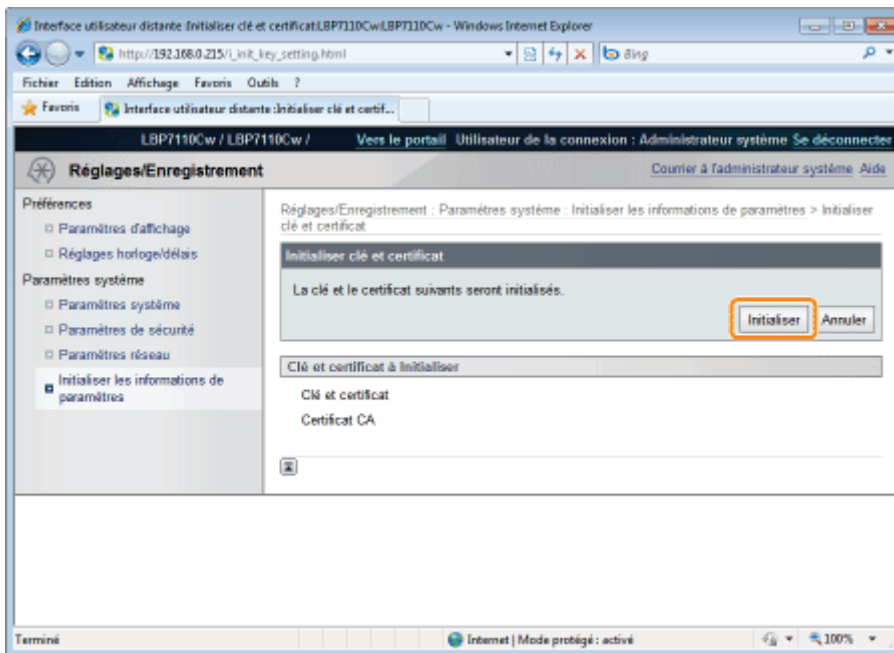 Interface utilisateur distante :Initialiser clé et certificat:LBP7110Cw:LBP7110Cw - Windows Internet Explorer
http://192.168.0.215/i_init_key_setting.html
Bing
Fichier Edition Affichage Favoris Outils ?
Favoris Interface utilisateur distante :Initialiser clé et certif...
LBP7110Cw / LBP7110Cw / Vers le portail Utilisateur de la connexion : Administrateur système Se déconnecter
Réglages/Enregistrement Courrier à l'administrateur système Aide
Préférences
Paramètres d'affichage
Réglages horloge/délais
Paramètres système
Paramètres système
Paramètres de sécurité
Paramètres réseau
Initialiser les informations de
paramètres
Réglages/Enregistrement : Paramètres système : Initialiser les informations de paramètres > Initialiser
clé et certificat
Initialiser clé et certificat
La clé et le certificat suivants seront initialisés.
Initialiser Annuler
Clé et certificat à Initialiser
Clé et certificat
Certificat CA
Terminé Internet | Mode protégé : activé 100%